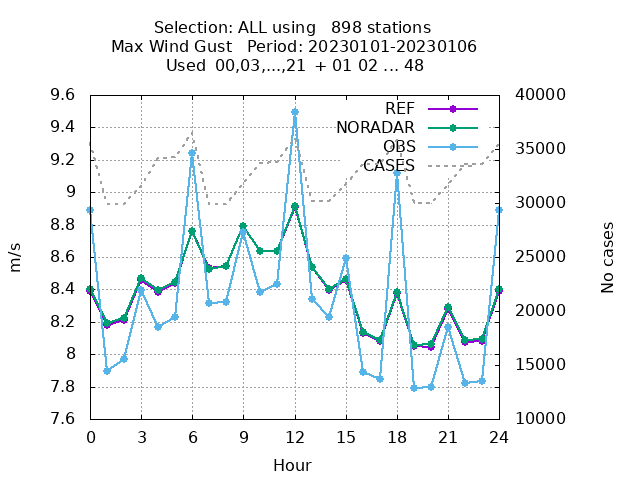 Selection: ALL using   898 stations
Max Wind Gust   Period: 20230101-20230106
Used  00,03,...,21  + 01 02 ... 48
9.6
9.4
9.2
9
8.8
8.6
8.4
8.2
8
7.8
7.6
m/s
REF
NORADAR
OBS
CASES
40000
35000
30000
25000
20000
15000
10000
No cases
0 3 6 9 12 15 18 21 24
Hour